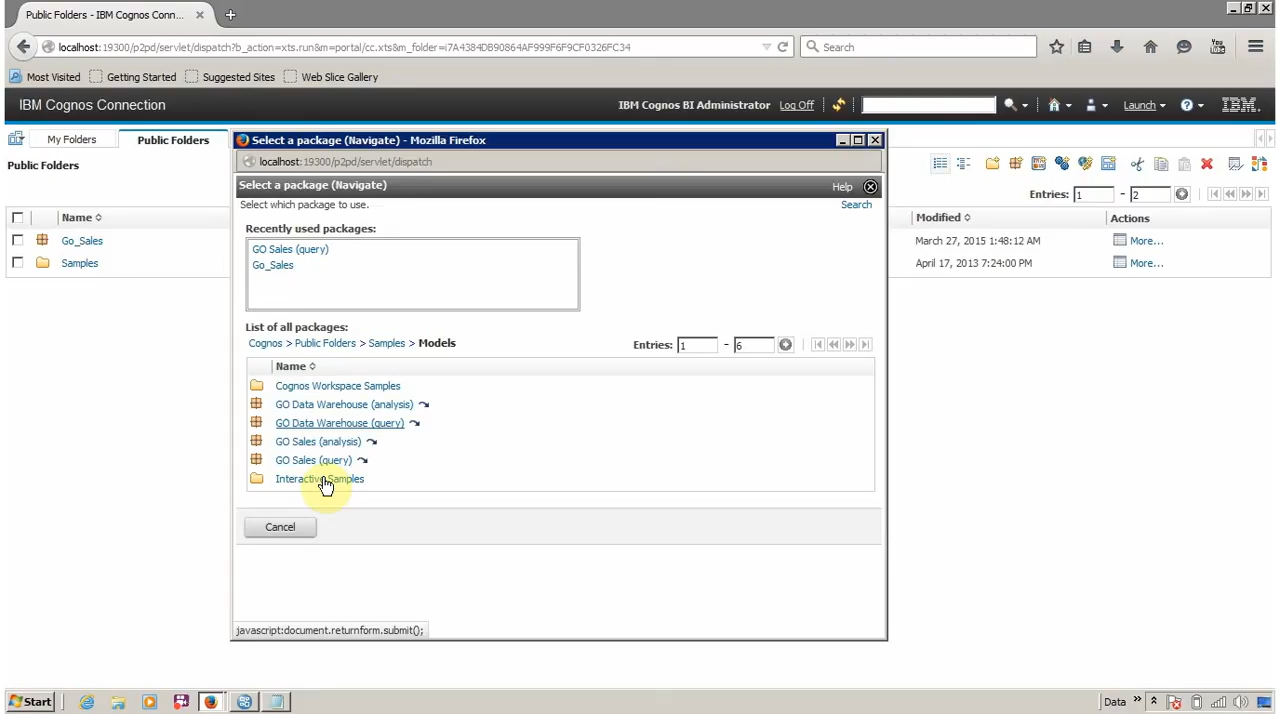 Public Folders - IBM Cognos Conn...
localhost:19300/p2pd/servlet/dispatch?b_action=xts.run&m=portal/cc.xts&m_folder=i7A4384DB90864AF999F6F9CF0326FC34
Search
Most Visited Getting Started Suggested Sites Web Slice Gallery
IBM Cognos Connection
IBM Cognos BI Administrator Log Off Launch IBM.
My Folders Public Folders
Public Folders
Entries: 1 - 2
Name Modified Actions
Go_Sales March 27, 2015 1:48:12 AM More...
Samples April 17, 2013 7:24:00 PM More...
Select a package (Navigate) - Mozilla Firefox
localhost:19300/p2pd/servlet/dispatch
Select a package (Navigate) Help
Select which package to use. Search
Recently used packages:
GO Sales (query)
Go_Sales
List of all packages:
Cognos > Public Folders > Samples > Models Entries: 1 - 6
Name
Cognos Workspace Samples
GO Data Warehouse (analysis)
GO Data Warehouse (query)
GO Sales (analysis)
GO Sales (query)
Interactive Samples
Cancel
javascript:document.returnform.submit();
Start Data